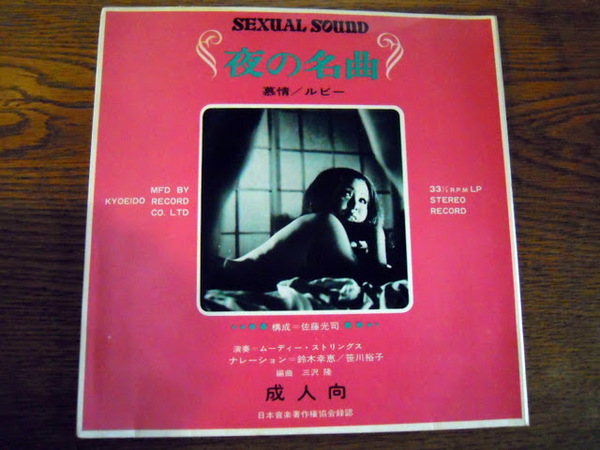 SEXUAL SOUND
夜の名曲
慕情／ルビー
MFD BY
KYOEIDO RECORD
CO. LTD
33⅓ R.P.M LP
STEREO
RECORD
構成＝佐藤光司
演奏＝ムーディー・ストリングス
ナレーション＝鈴木幸恵／笹川裕子
編曲 三沢 隆
成人向
日本音楽著作権協会録認